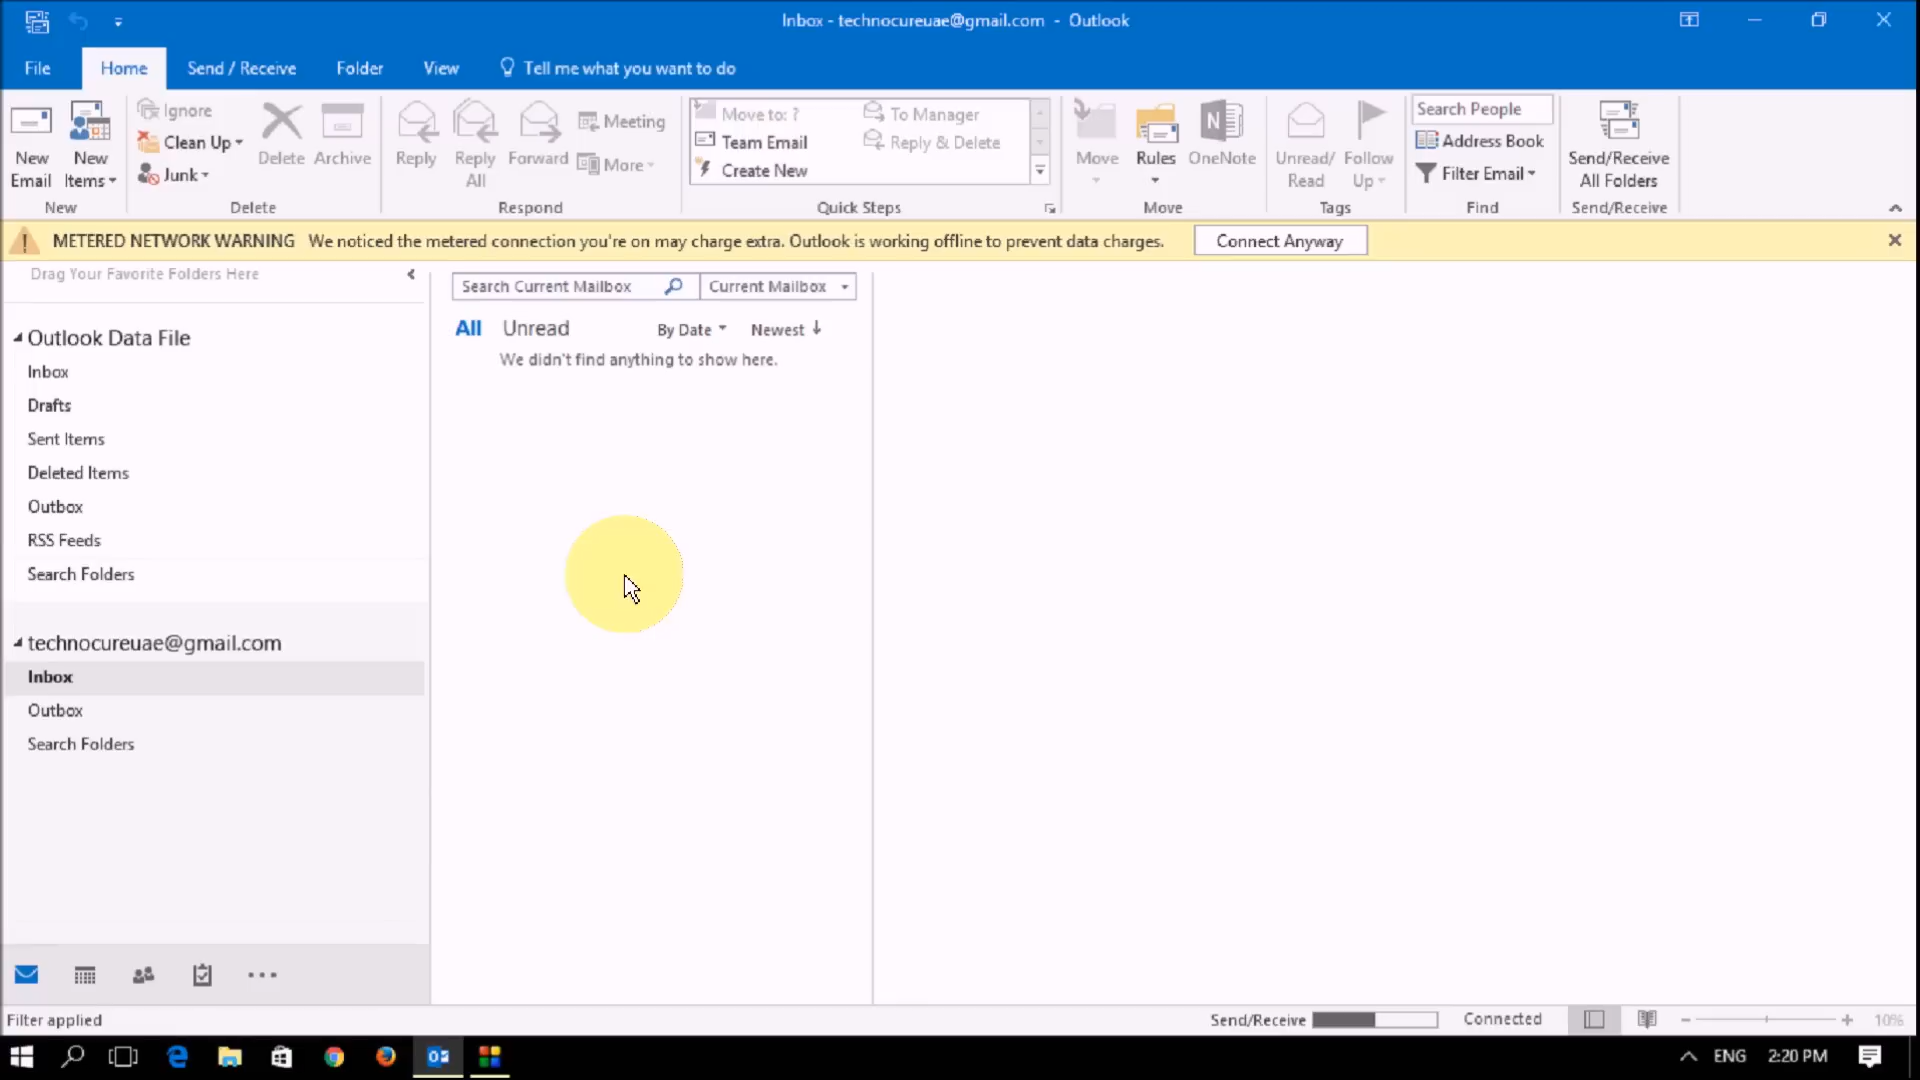 Inbox - technocureuae@gmail.com - Outlook
File Home Send / Receive Folder View Tell me what you want to do
New Email
New Items
New
Ignore
Clean Up
Junk
Delete
Archive
Delete
Reply
Reply All
Forward
Meeting
More
Respond
Move to: ?
Team Email
Create New
To Manager
Reply & Delete
Quick Steps
Move
Rules
OneNote
Move
Unread/ Read
Follow Up
Tags
Search People
Address Book
Filter Email
Find
Send/Receive All Folders
Send/Receive
METERED NETWORK WARNING We noticed the metered connection you're on may charge extra. Outlook is working offline to prevent data charges. Connect Anyway
Drag Your Favorite Folders Here
Outlook Data File
Inbox
Drafts
Sent Items
Deleted Items
Outbox
RSS Feeds
Search Folders
technocureuae@gmail.com
Inbox
Outbox
Search Folders
Search Current Mailbox Current Mailbox
All Unread By Date Newest
We didn't find anything to show here.
Filter applied Send/Receive Connected 10%
ENG 2:20 PM